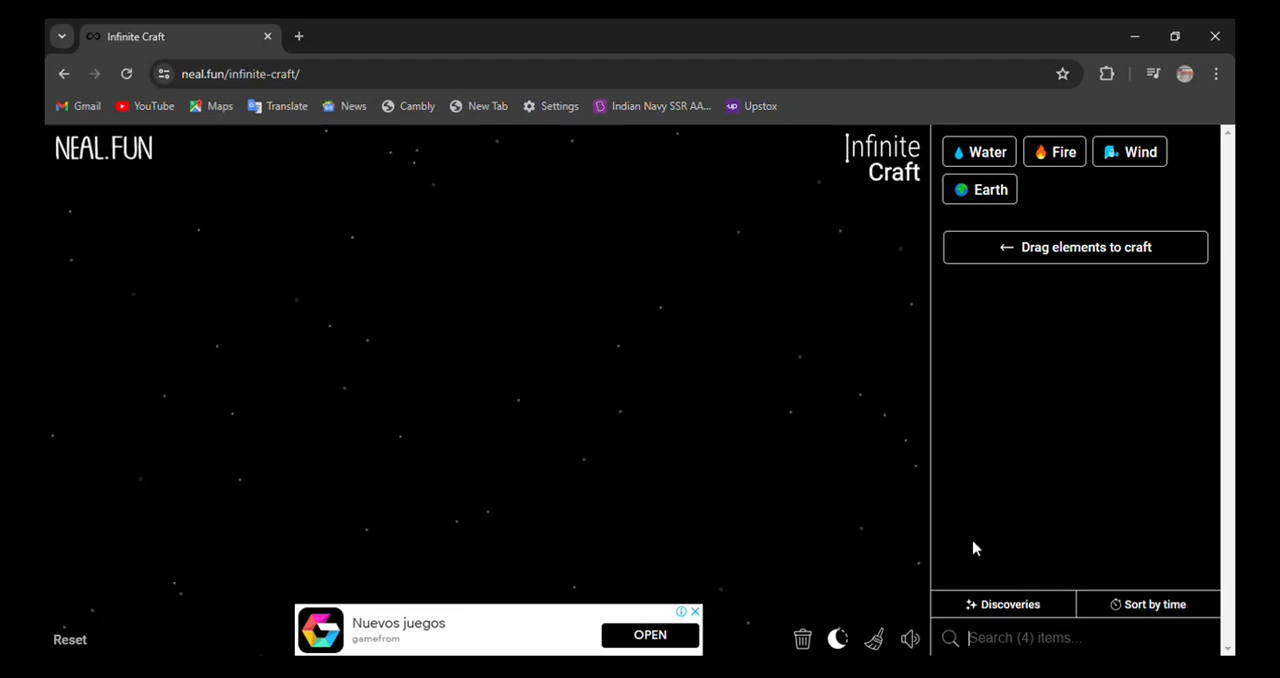 Infinite Craft
neal.fun/infinite-craft/
Gmail YouTube Maps Translate News Cambly New Tab Settings Indian Navy SSR AA... Upstox
NEAL.FUN
Infinite
Craft
Water Fire Wind
Earth
← Drag elements to craft
Nuevos juegos
gamefrom
OPEN
Reset
Discoveries Sort by time
Search (4) items...